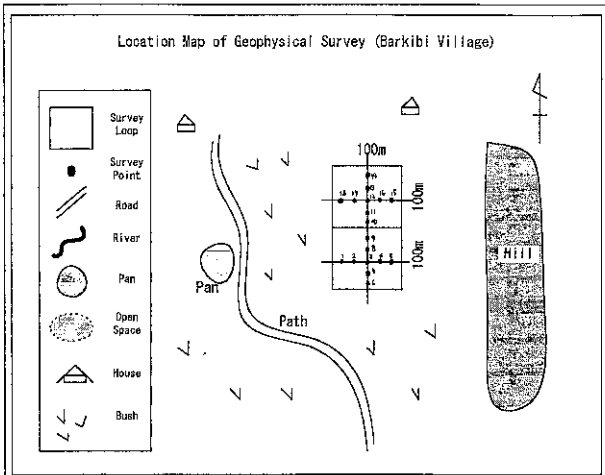 Location Map of Geophysical Survey (Barkibi Village)
Survey
Loop
Survey
Point
Road
River
Pan
Open
Space
House
Bush
100m
100m
100m
Hill
Pan
Path